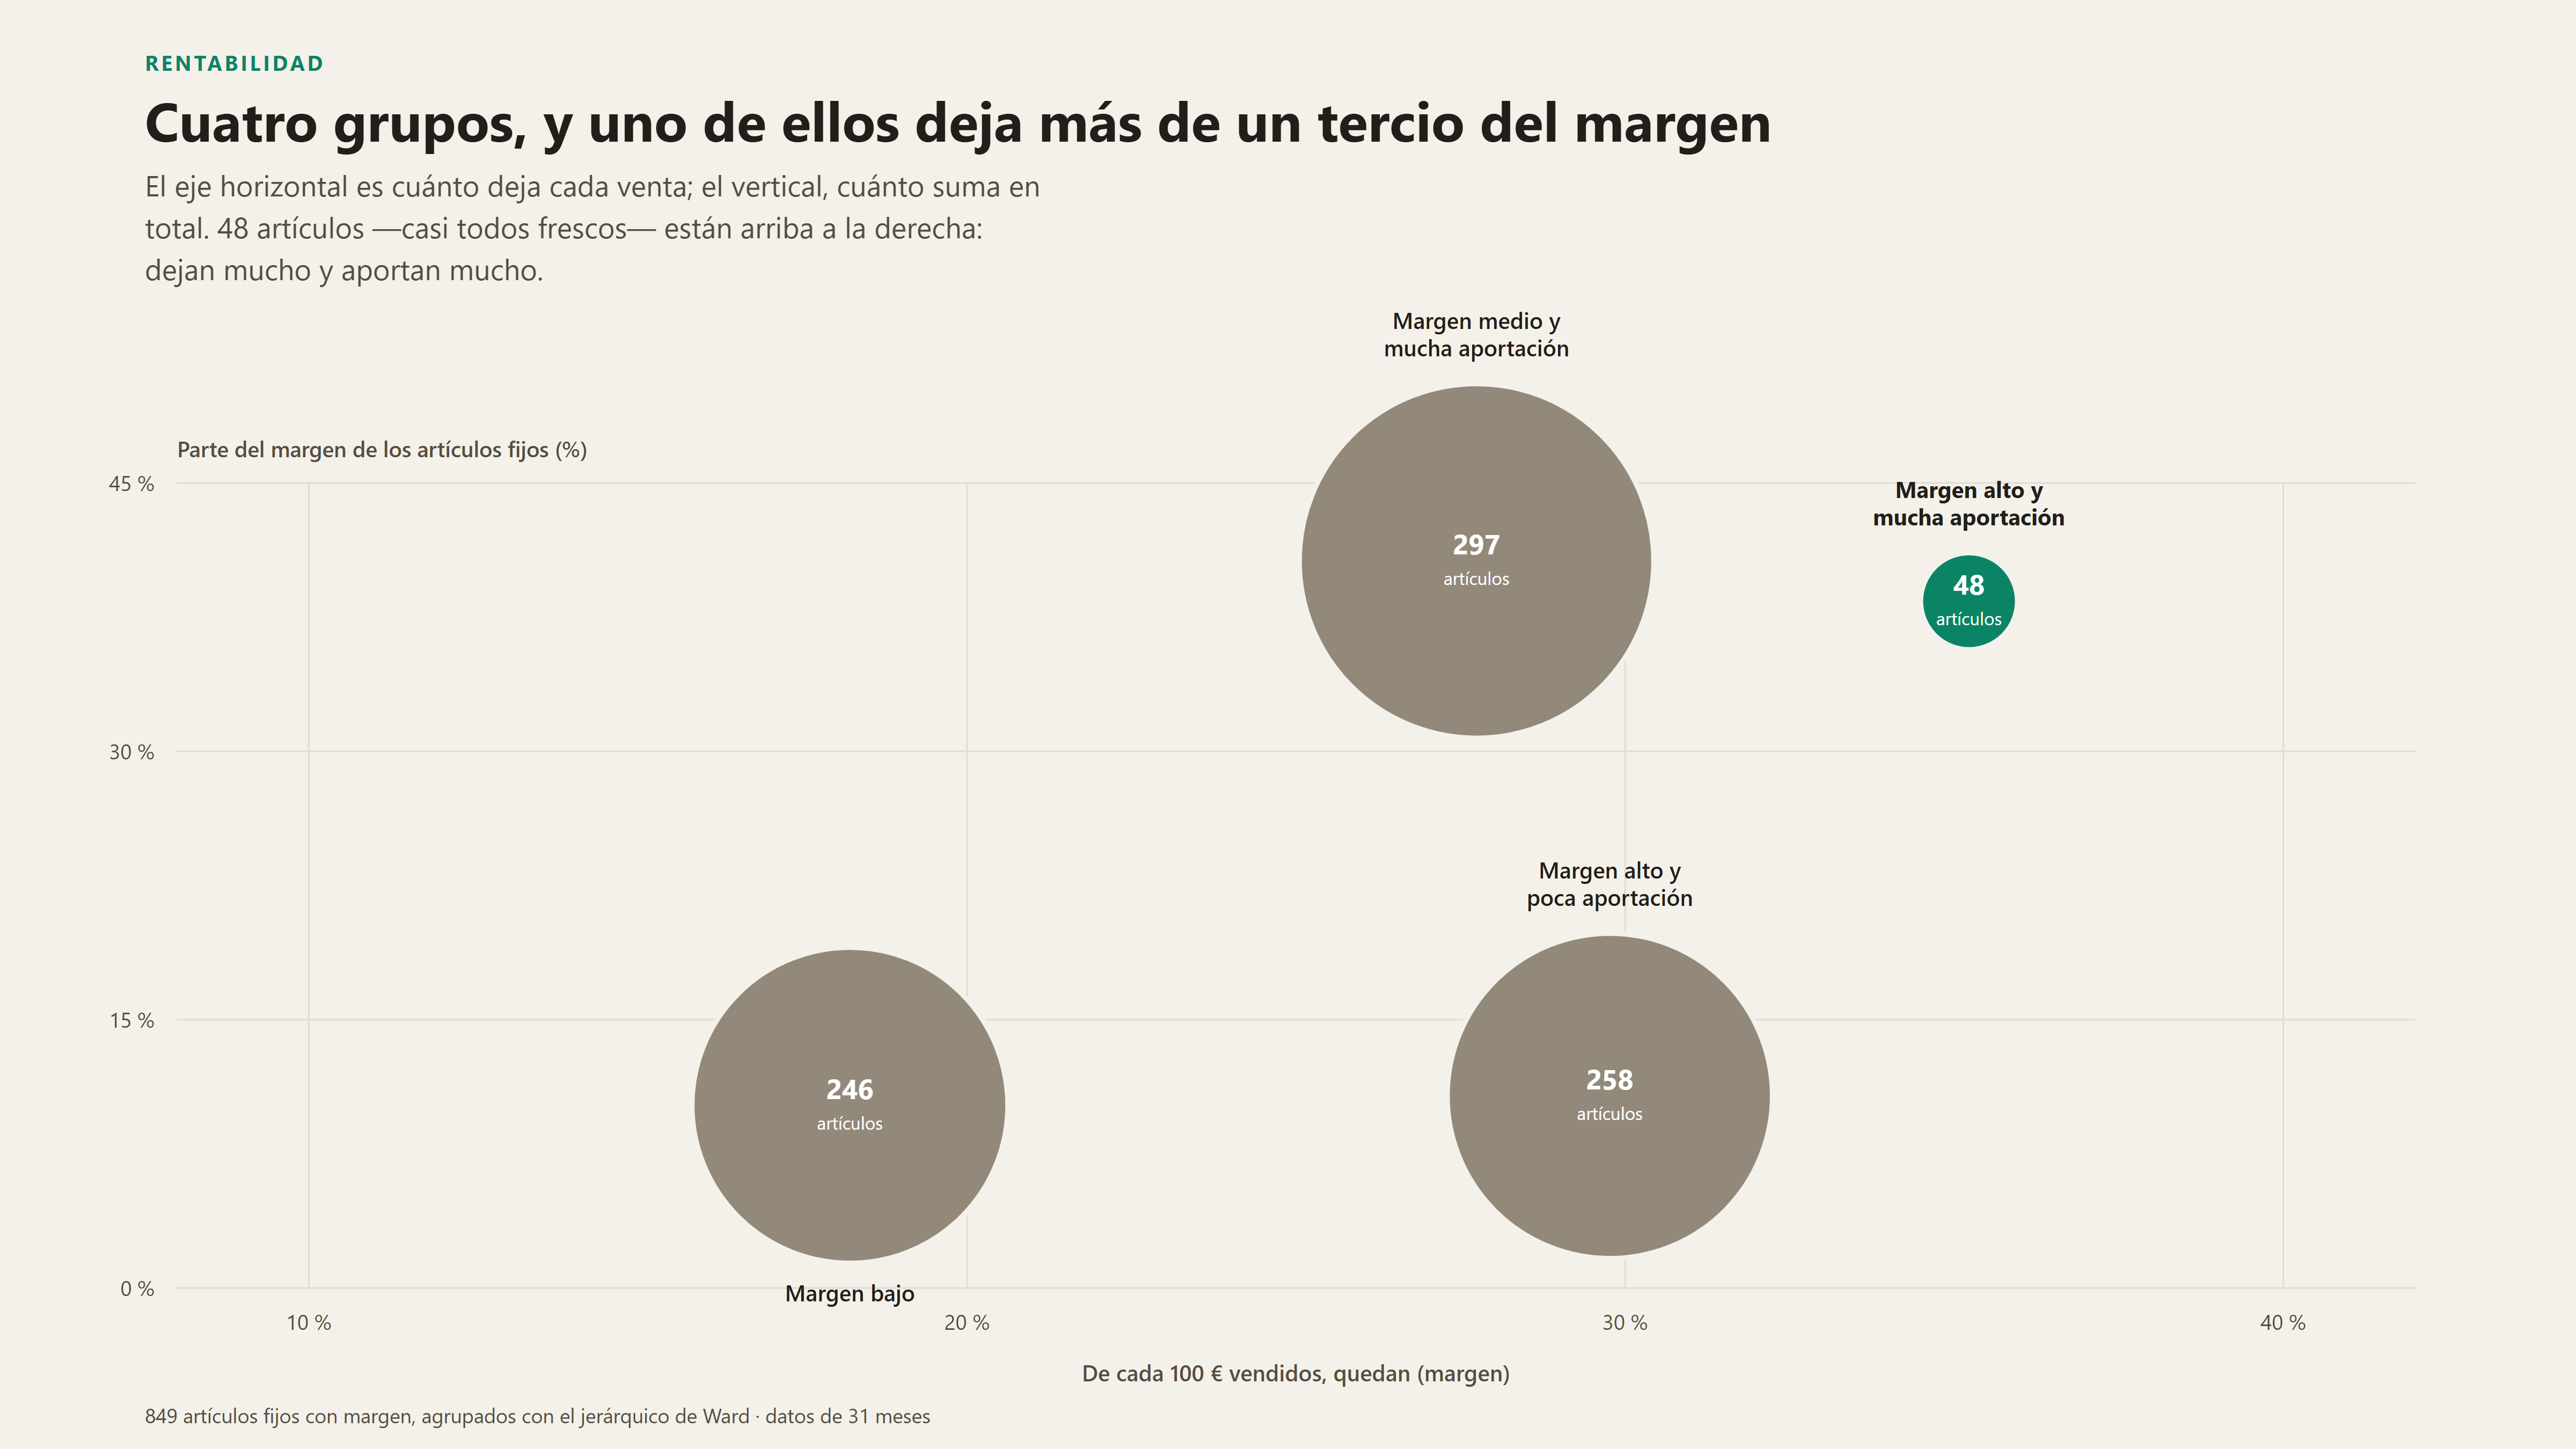 RENTABILIDAD
Cuatro grupos, y uno de ellos deja más de un tercio del margen
El eje horizontal es cuánto deja cada venta; el vertical, cuánto suma en
total. 48 artículos —casi todos frescos— están arriba a la derecha:
dejan mucho y aportan mucho.
Margen medio y
mucha aportación
Parte del margen de los artículos fijos (%)
45 %
Margen alto y
mucha aportación
297
artículos
48
artículos
30 %
Margen alto y
poca aportación
15 %
246
artículos
258
artículos
0 %
Margen bajo
10 %
20 %
30 %
40 %
De cada 100 € vendidos, quedan (margen)
849 artículos fijos con margen, agrupados con el jerárquico de Ward · datos de 31 meses